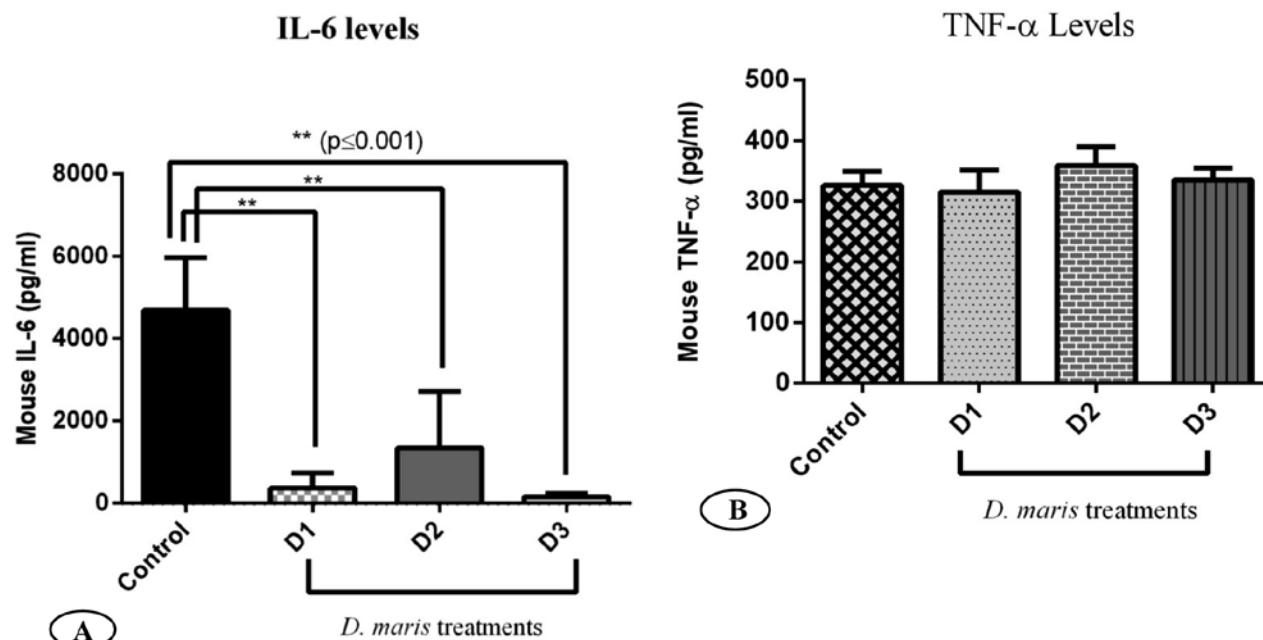 IL-6 levels
** (p≤0.001)
**
**
8000
6000
4000
2000
0
Mouse IL-6 (pg/ml)
Control
D1
D2
D3
D. maris treatments
A
TNF-α Levels
500
400
300
200
100
0
Mouse TNF-α (pg/ml)
Control
D1
D2
D3
D. maris treatments
B